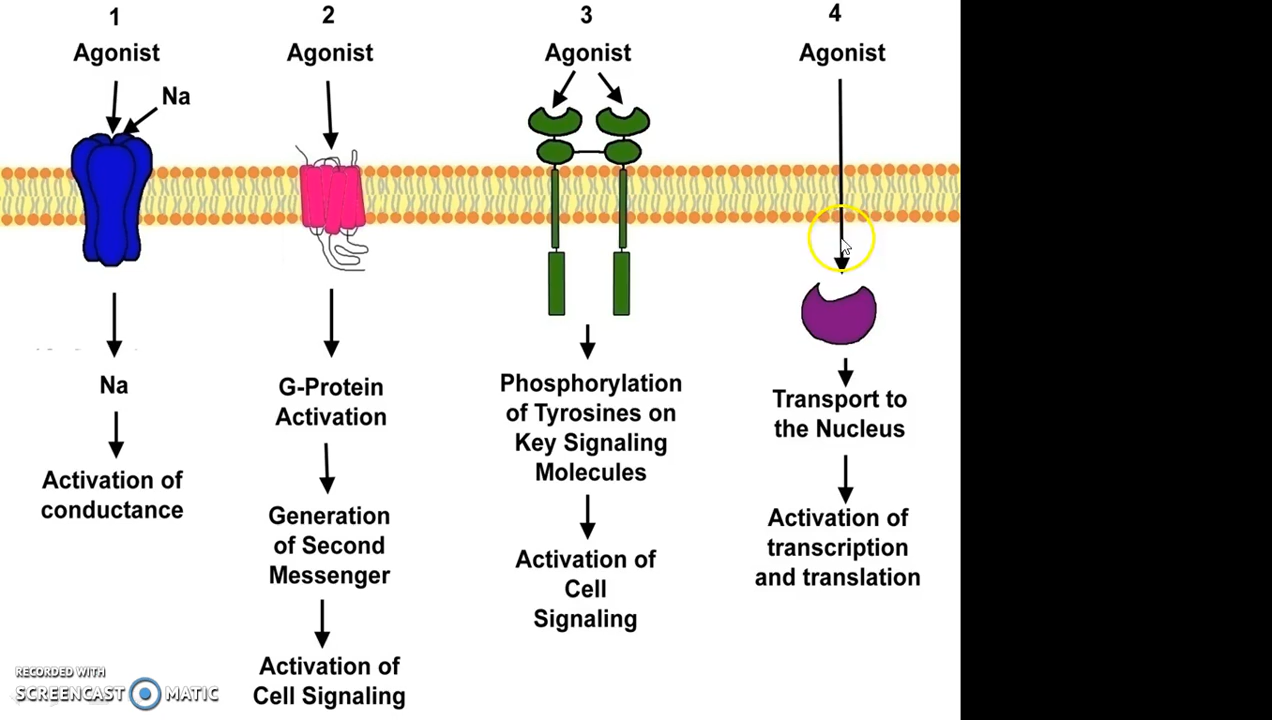 1
Agonist
Na
Na
Activation of
conductance
2
Agonist
G-Protein
Activation
Generation
of Second
Messenger
Activation of
Cell Signaling
3
Agonist
Phosphorylation
of Tyrosines on
Key Signaling
Molecules
Activation of
Cell
Signaling
4
Agonist
Transport to
the Nucleus
Activation of
transcription
and translation
RECORDED WITH
SCREENCAST MATIC